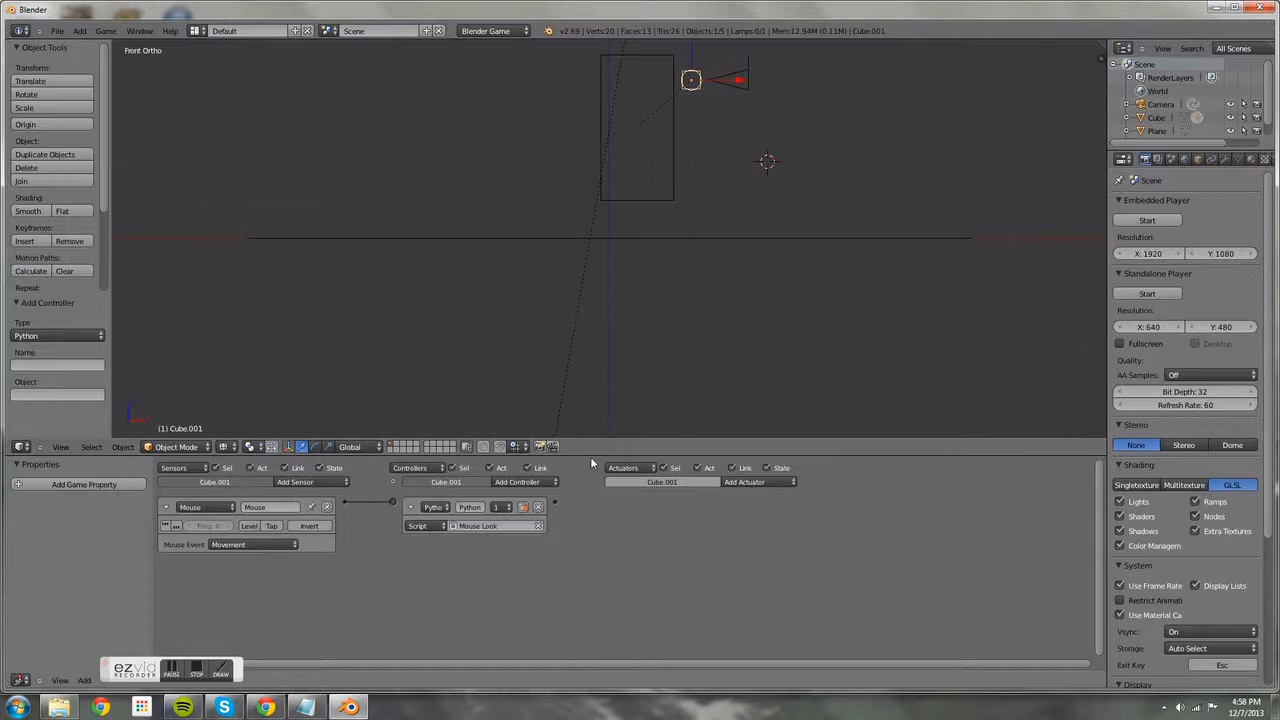 Blender
File Add Game Window Help Default Scene Blender Game v2.69 | Verts:20 | Faces:13 | Tris:26 | Objects:1/5 | Lamps:0/1 | Mem:12.94M (0.11M) | Cube.001
Object Tools
Transform:
Translate
Rotate
Scale
Origin
Object:
Duplicate Objects
Delete
Join
Shading:
Smooth Flat
Keyframes:
Insert Remove
Motion Paths:
Calculate Clear
Repeat:
Add Controller
Type
Python
Name
Object
Front Ortho
(1) Cube.001
View Search All Scenes
Scene
RenderLayers
World
Camera
Cube
Plane
Scene
Embedded Player
Start
Resolution:
X: 1920 Y: 1080
Standalone Player
Start
Resolution:
X: 640 Y: 480
Fullscreen Desktop
Quality:
AA Samples: Off
Bit Depth: 32
Refresh Rate: 60
Stereo
None Stereo Dome
Shading
Singletexture Multitexture GLSL
Lights Ramps
Shaders Nodes
Shadows Extra Textures
Color Managem
System
Use Frame Rate Display Lists
Restrict Animati
Use Material Ca
Vsync: On
Storage: Auto Select
Exit Key Esc
Display
View Select Object Object Mode Global
Properties
Add Game Property
Sensors Sel Act Link State
Cube.001 Add Sensor
Mouse Mouse
Freq: 0 Level Tap Invert
Mouse Event Movement
Controllers Sel Act Link
Cube.001 Add Controller
Pytho Python 1
Script Mouse Look
Actuators Sel Act Link State
Cube.001 Add Actuator
ezvid
RECORDER
PAUSE STOP DRAW
View Add
4:58 PM
12/7/2013